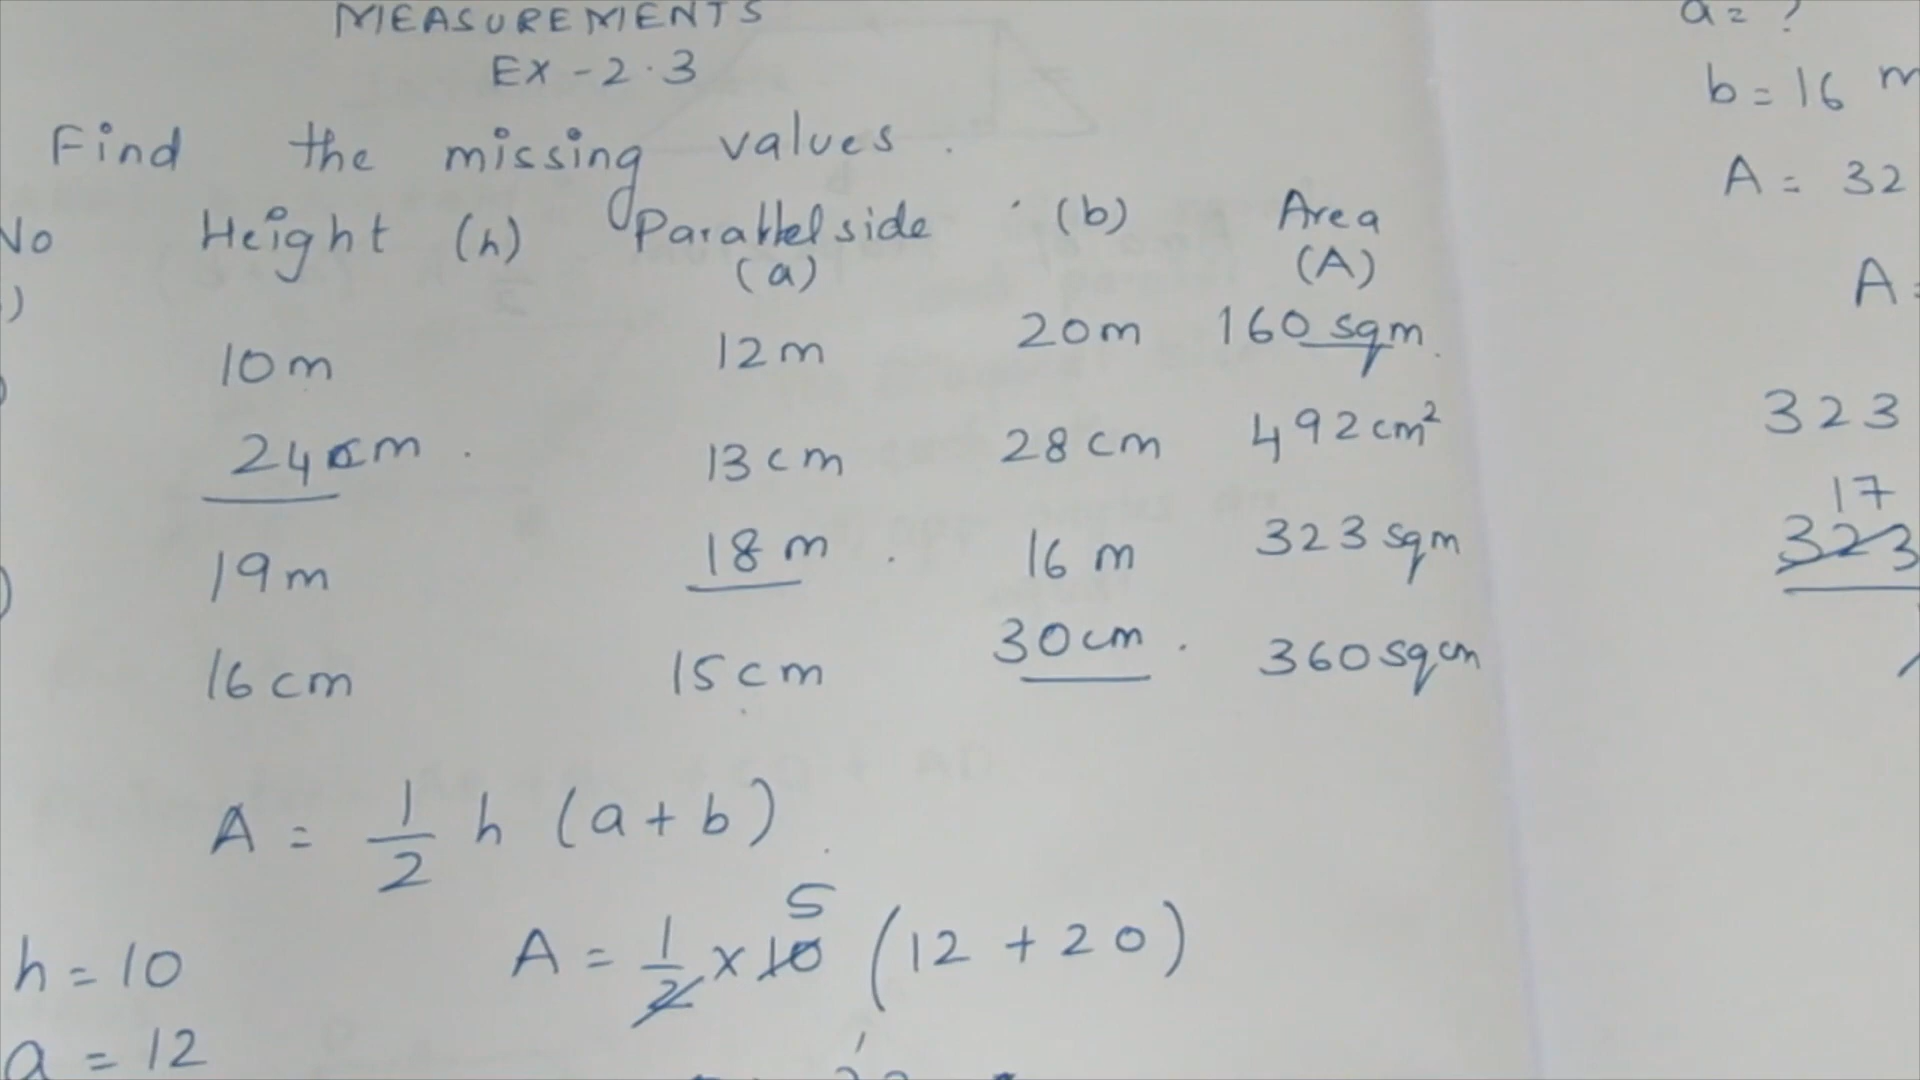 MEASUREMENTS
EX - 2.3
Find the missing values.
No Height (h) Parallel side (b) Area
(a) (A)
10m 12m 20m 160 sqm.
24cm. 13cm 28cm 492cm²
19m 18m. 16m 323 sqm
16cm 15cm 30cm. 360 sqcm
A = 1/2 h (a+b)
5
h = 10 A = 1/2 x 10 (12 + 20)
a = 12
a = ?
b = 16 m
A = 32
A =
323
17
323